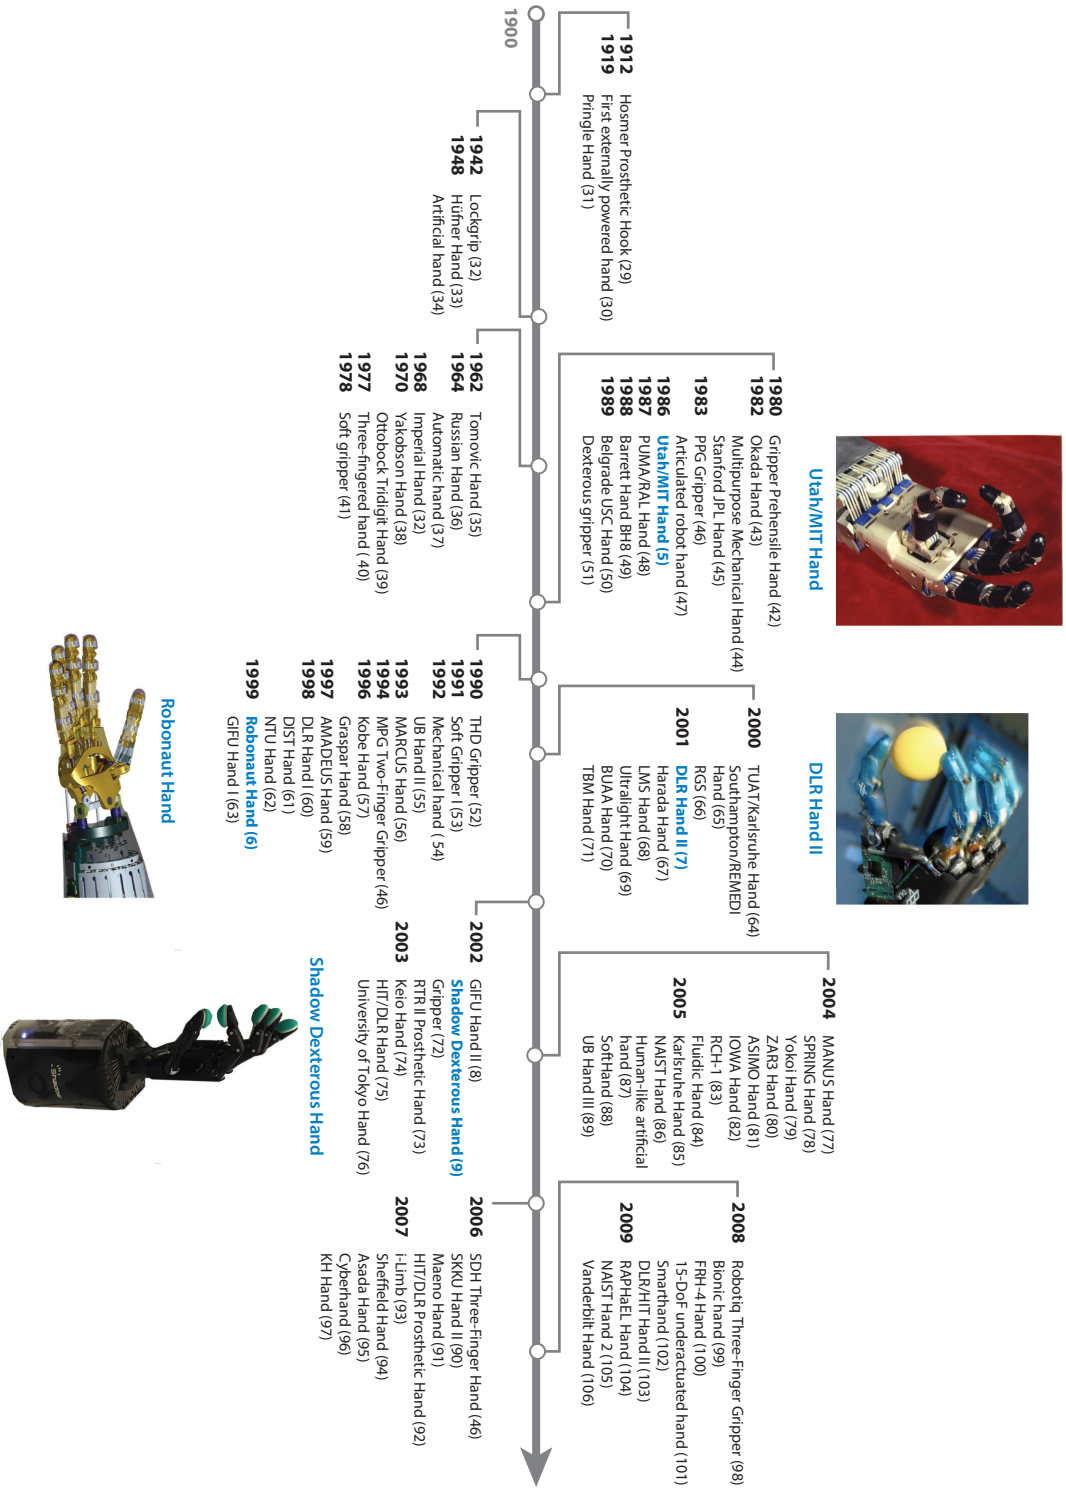 1900
1912 Hosmer Prosthetic Hook (29)
1919 First externally powered hand (30)
Pringle Hand (31)
1942 Lockgrip (32)
1948 Hüfner Hand (33)
Artificial hand (34)
1962 Tomovic Hand (35)
1964 Russian Hand (36)
Automatic hand (37)
1968 Imperial Hand (32)
1970 Yakobson Hand (38)
Ottobock Tridigit Hand (39)
1977 Three-fingered hand ( 40)
1978 Soft gripper (41)
Utah/MIT Hand
1980 Gripper Prehensile Hand (42)
1982 Okada Hand (43)
Multipurpose Mechanical Hand (44)
Stanford JPL Hand (45)
1983 PPG Gripper (46)
Articulated robot hand (47)
1986 Utah/MIT Hand (5)
1987 PUMA/RAL Hand (48)
1988 Barrett Hand BH8 (49)
1989 Belgrade USC Hand (50)
Dexterous gripper (51)
1990 THD Gripper (52)
1991 Soft Gripper I (53)
1992 Mechanical hand ( 54)
UB Hand II (55)
1993 MARCUS Hand (56)
1994 MPG Two-Finger Gripper (46)
1996 Kobe Hand (57)
Graspar Hand (58)
1997 AMADEUS Hand (59)
1998 DLR Hand I (60)
DIST Hand (61)
NTU Hand (62)
1999 Robonaut Hand (6)
GIFU Hand I (63)
Robonaut Hand
DLR Hand II
2000 TUAT/Karlsruhe Hand (64)
Southampton/REMEDI
Hand (65)
RGS (66)
2001 DLR Hand II (7)
Harada Hand (67)
LMS Hand (68)
Ultralight Hand (69)
BUAA Hand (70)
TBM Hand (71)
2002 GIFU Hand II (8)
Shadow Dexterous Hand (9)
Gripper (72)
RTR II Prosthetic Hand (73)
2003 Keio Hand (74)
HIT/DLR Hand (75)
University of Tokyo Hand (76)
Shadow Dexterous Hand
Shadow
2004 MANUS Hand (77)
SPRING Hand (78)
Yokoi Hand (79)
ZAR3 Hand (80)
ASIMO Hand (81)
IOWA Hand (82)
RCH-1 (83)
Fluidic Hand (84)
2005 Karlsruhe Hand (85)
NAIST Hand (86)
Human-like artificial
hand (87)
SoftHand (88)
UB Hand III (89)
2006 SDH Three-Finger Hand (46)
SKKU Hand II (90)
Maeno Hand (91)
HIT/DLR Prosthetic Hand (92)
2007 i-Limb (93)
Sheffield Hand (94)
Asada Hand (95)
Cyberhand (96)
KH Hand (97)
2008 Robotiq Three-Finger Gripper (98)
Bionic hand (99)
FRH-4 Hand (100)
15-DoF underactuated hand (101)
Smarthand (102)
DLR/HIT Hand II (103)
2009 RAPHaEL Hand (104)
NAIST Hand 2 (105)
Vanderbilt Hand (106)